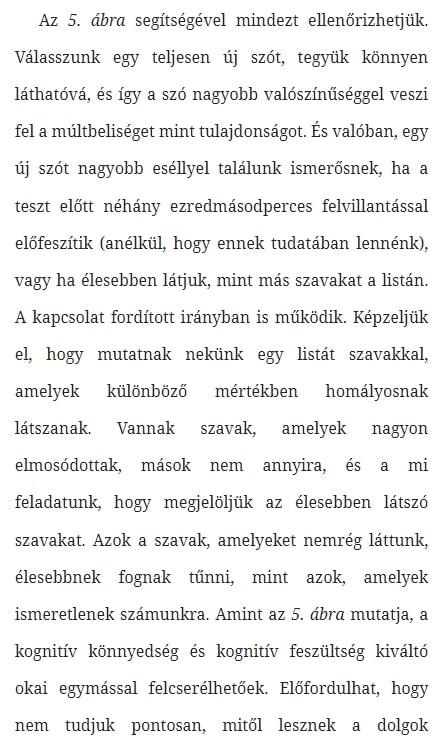 Az 5. ábra segítségével mindezt ellenőrizhetjük.
Válasszunk egy teljesen új szót, tegyük könnyen
láthatóvá, és így a szó nagyobb valószínűséggel veszi
fel a múltbeliséget mint tulajdonságot. És valóban, egy
új szót nagyobb eséllyel találunk ismerősnek, ha a
teszt előtt néhány ezredmásodperces felvillantással
előfeszítik (anélkül, hogy ennek tudatában lennénk),
vagy ha élesebben látjuk, mint más szavakat a listán.
A kapcsolat fordított irányban is működik. Képzeljük
el, hogy mutatnak nekünk egy listát szavakkal,
amelyek különböző mértékben homályosnak
látszanak. Vannak szavak, amelyek nagyon
elmosódottak, mások nem annyira, és a mi
feladatunk, hogy megjelöljük az élesebben látszó
szavakat. Azok a szavak, amelyeket nemrég láttunk,
élesebbnek fognak tűnni, mint azok, amelyek
ismeretlenek számunkra. Amint az 5. ábra mutatja, a
kognitív könnyedség és kognitív feszültség kiváltó
okai egymással felcserélhetőek. Előfordulhat, hogy
nem tudjuk pontosan, mitől lesznek a dolgok